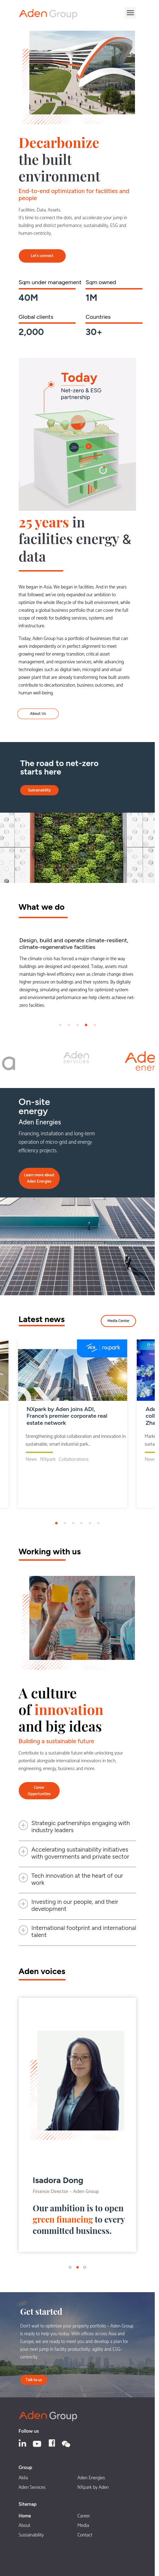 Aden Group
Decarbonize
the built
environment
End-to-end optimization for facilities and
people
Facilities. Data. Assets
It's time to connect the dots, and accelerate your jump in
building and district performance, sustainability, ESG and
human-centricity.
Let's connect
Sqm under management
40M
Sqm owned
1M
Global clients
2,000
Countries
30+
Today
Net-zero & ESG
partnership
25 years in
facilities energy &
data
We began in Asia. We began in facilities. And in the years
that followed, we've only expanded our ambition to
optimize the whole lifecycle of the built environment, while
creating a global business poised to cover the full scope of
the needs for building services, systems and
infrastructure.
Today, Aden Group has a portfolio of businesses that can
work independently or in perfect alignment to meet
growing need for energy transition, critical asset
management, and responsive services, while advancing
technologies such as digital twin, microgrid and virtual
power plant that are already transforming how built assets
contribute to decarbonization, business outcomes, and
human well-being.
About Us
The road to net-zero
starts here
Sustainability
What we do
Design, build and operate climate-resilient,
climate-regenerative facilities
The climate crisis has forced a major shift in the way
buildings are designed and operated. Today, assets must
maintain high-level efficiency even as climate change drives
higher pressures on buildings and their systems. By digitally
designing, simulating and operating for optimized system
and environmental performance we help clients achieve net-
zero facilities.
Aden
services
Aden
energ
On-site
energy
Aden Energies
Financing, installation and long-term
operation of micro-grid and energy
efficiency projects.
Learn more about
Aden Energies
Latest news
Media Center
nxpark
NXpark by Aden joins ADI,
France's premier corporate real
estate network
Strengthening global collaboration and innovation in
sustainable, smart industrial park...
News NXpark Collaborations
Working with us
A culture
of innovation
and big ideas
Building a sustainable future
Contribute to a sustainable future while unlocking your
potential alongside international innovators in tech,
engineering, energy, business and more.
Career
Opportunities
Strategic partnerships engaging with
industry leaders
Accelerating sustainability initiatives
with governments and private sector
Tech innovation at the heart of our
work
Investing in our people, and their
development
International footprint and international
talent
Aden voices
Isadora Dong
Finance Director – Aden Group
Our ambition is to open
green financing to every
committed business.
Get started
Don't wait to optimize your property portfolio – Aden Group
is ready to help you today. With offices across Asia and
Europe, we are ready to meet you and develop a plan for
your next jump in facility productivity, agility and ESG-
centricity.
Talk to us
Aden Group
Follow us
Group
Akila
Aden Energies
Aden Services
NXpark by Aden
Sitemap
Home
Career
About
Media
Sustainability
Contact